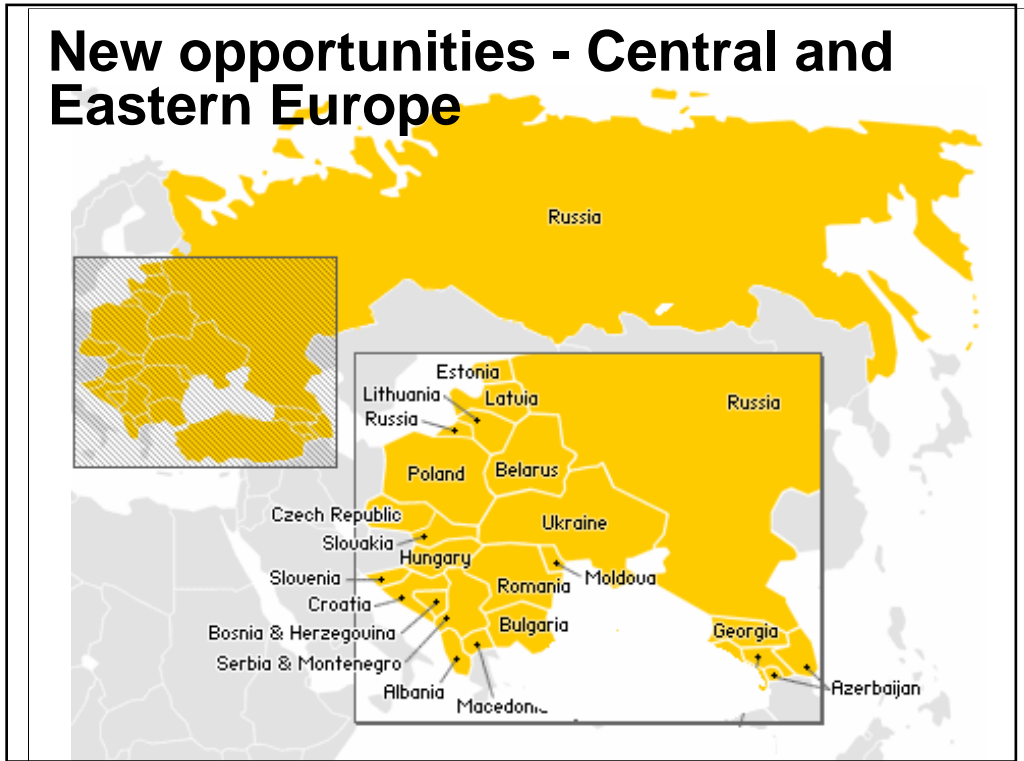 New opportunities - Central and
Eastern Europe
Russia
Estonia
Lithuania
Latvia
Russia
Russia
Poland
Belarus
Czech Republic
Ukraine
Slovakia
Hungary
Slovenia
Moldova
Romania
Croatia
Bulgaria
Bosnia & Herzegovina
Georgia
Serbia & Montenegro
Albania
Azerbaijan